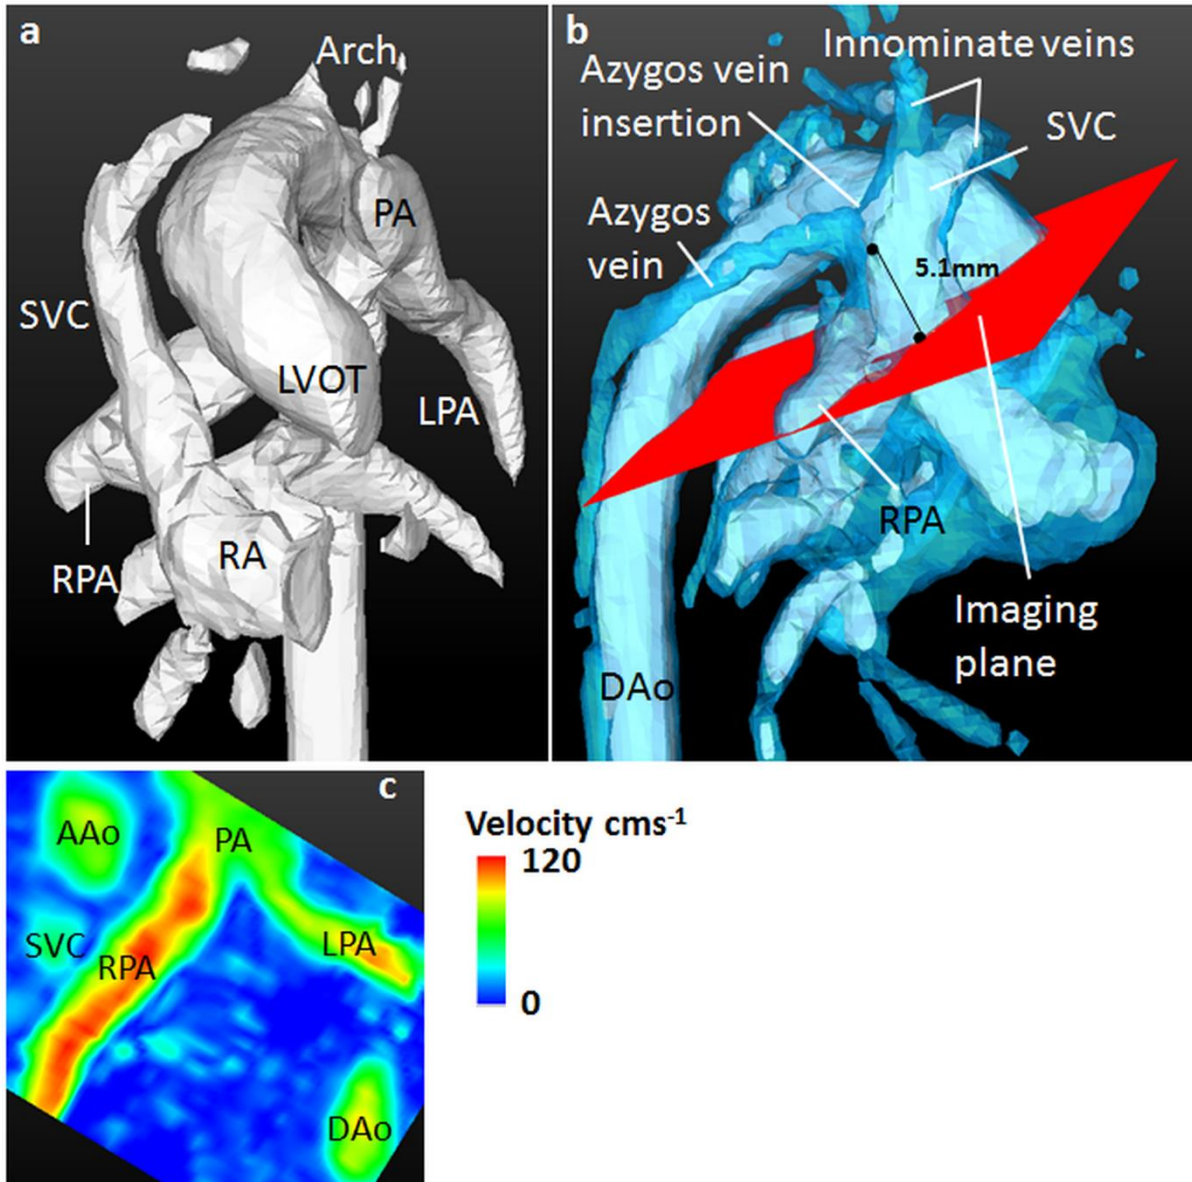 a
Arch
PA
SVC
LVOT
LPA
RA
RPA
b
Innominate veins
Azygos vein
insertion
SVC
Azygos
vein
5.1mm
RPA
Imaging
plane
DAo
c
AAo
PA
SVC
RPA
LPA
DAo
Velocity cms⁻¹
120
0